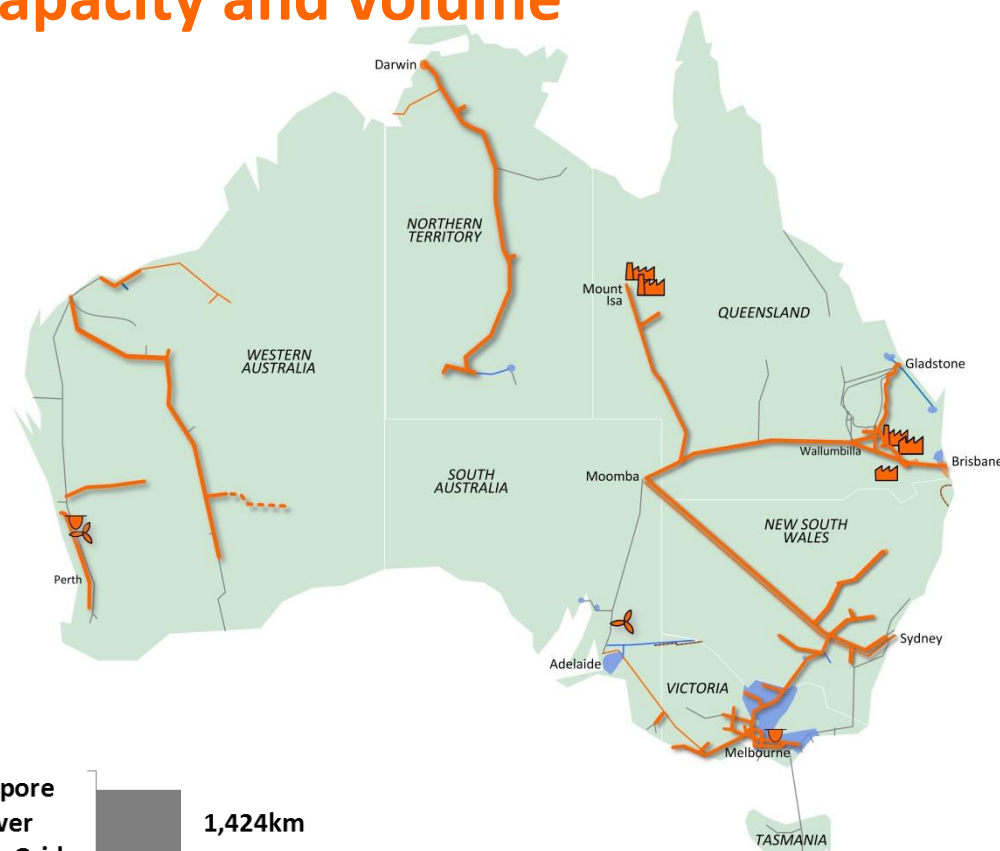 apacity and volume
Darwin
NORTHERN
TERRITORY
Mount
Isa
QUEENSLAND
WESTERN
AUSTRALIA
Gladstone
Wallumbilla
Brisbane
SOUTH
AUSTRALIA
Moomba
NEW SOUTH
WALES
Perth
Sydney
Adelaide
VICTORIA
Melbourne
pore
ver
1,424km
Grid
TASMANIA